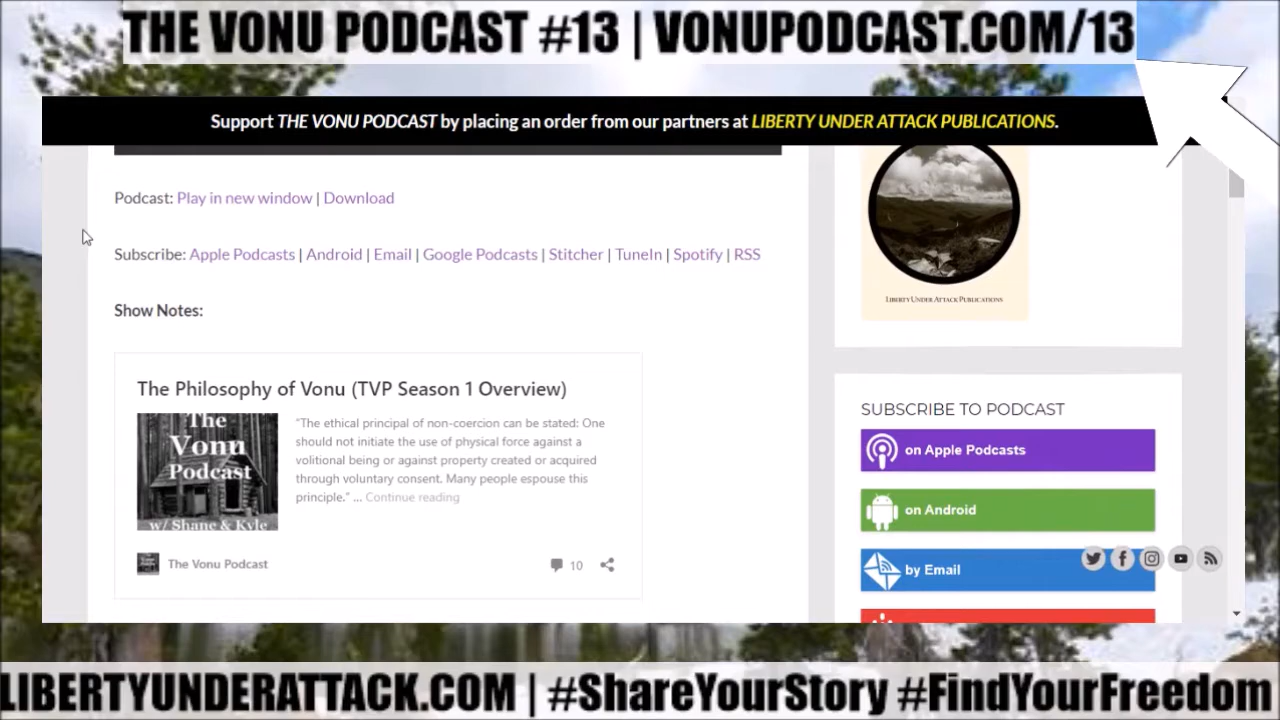 THE VONU PODCAST #13 | VONUPODCAST.COM/13
Support THE VONU PODCAST by placing an order from our partners at LIBERTY UNDER ATTACK PUBLICATIONS.
Podcast: Play in new window | Download
Subscribe: Apple Podcasts | Android | Email | Google Podcasts | Stitcher | TuneIn | Spotify | RSS
Show Notes:
The Philosophy of Vonu (TVP Season 1 Overview)
The
Vonu
Podcast
w/ Shane & Kyle
"The ethical principal of non-coercion can be stated: One
should not initiate the use of physical force against a
volitional being or against property created or acquired
through voluntary consent. Many people espouse this
principle." ... Continue reading
The Vonu Podcast
10
LIBERTY UNDER ATTACK PUBLICATIONS
SUBSCRIBE TO PODCAST
on Apple Podcasts
on Android
by Email
LIBERTYUNDERATTACK.COM | #ShareYourStory #FindYourFreedom